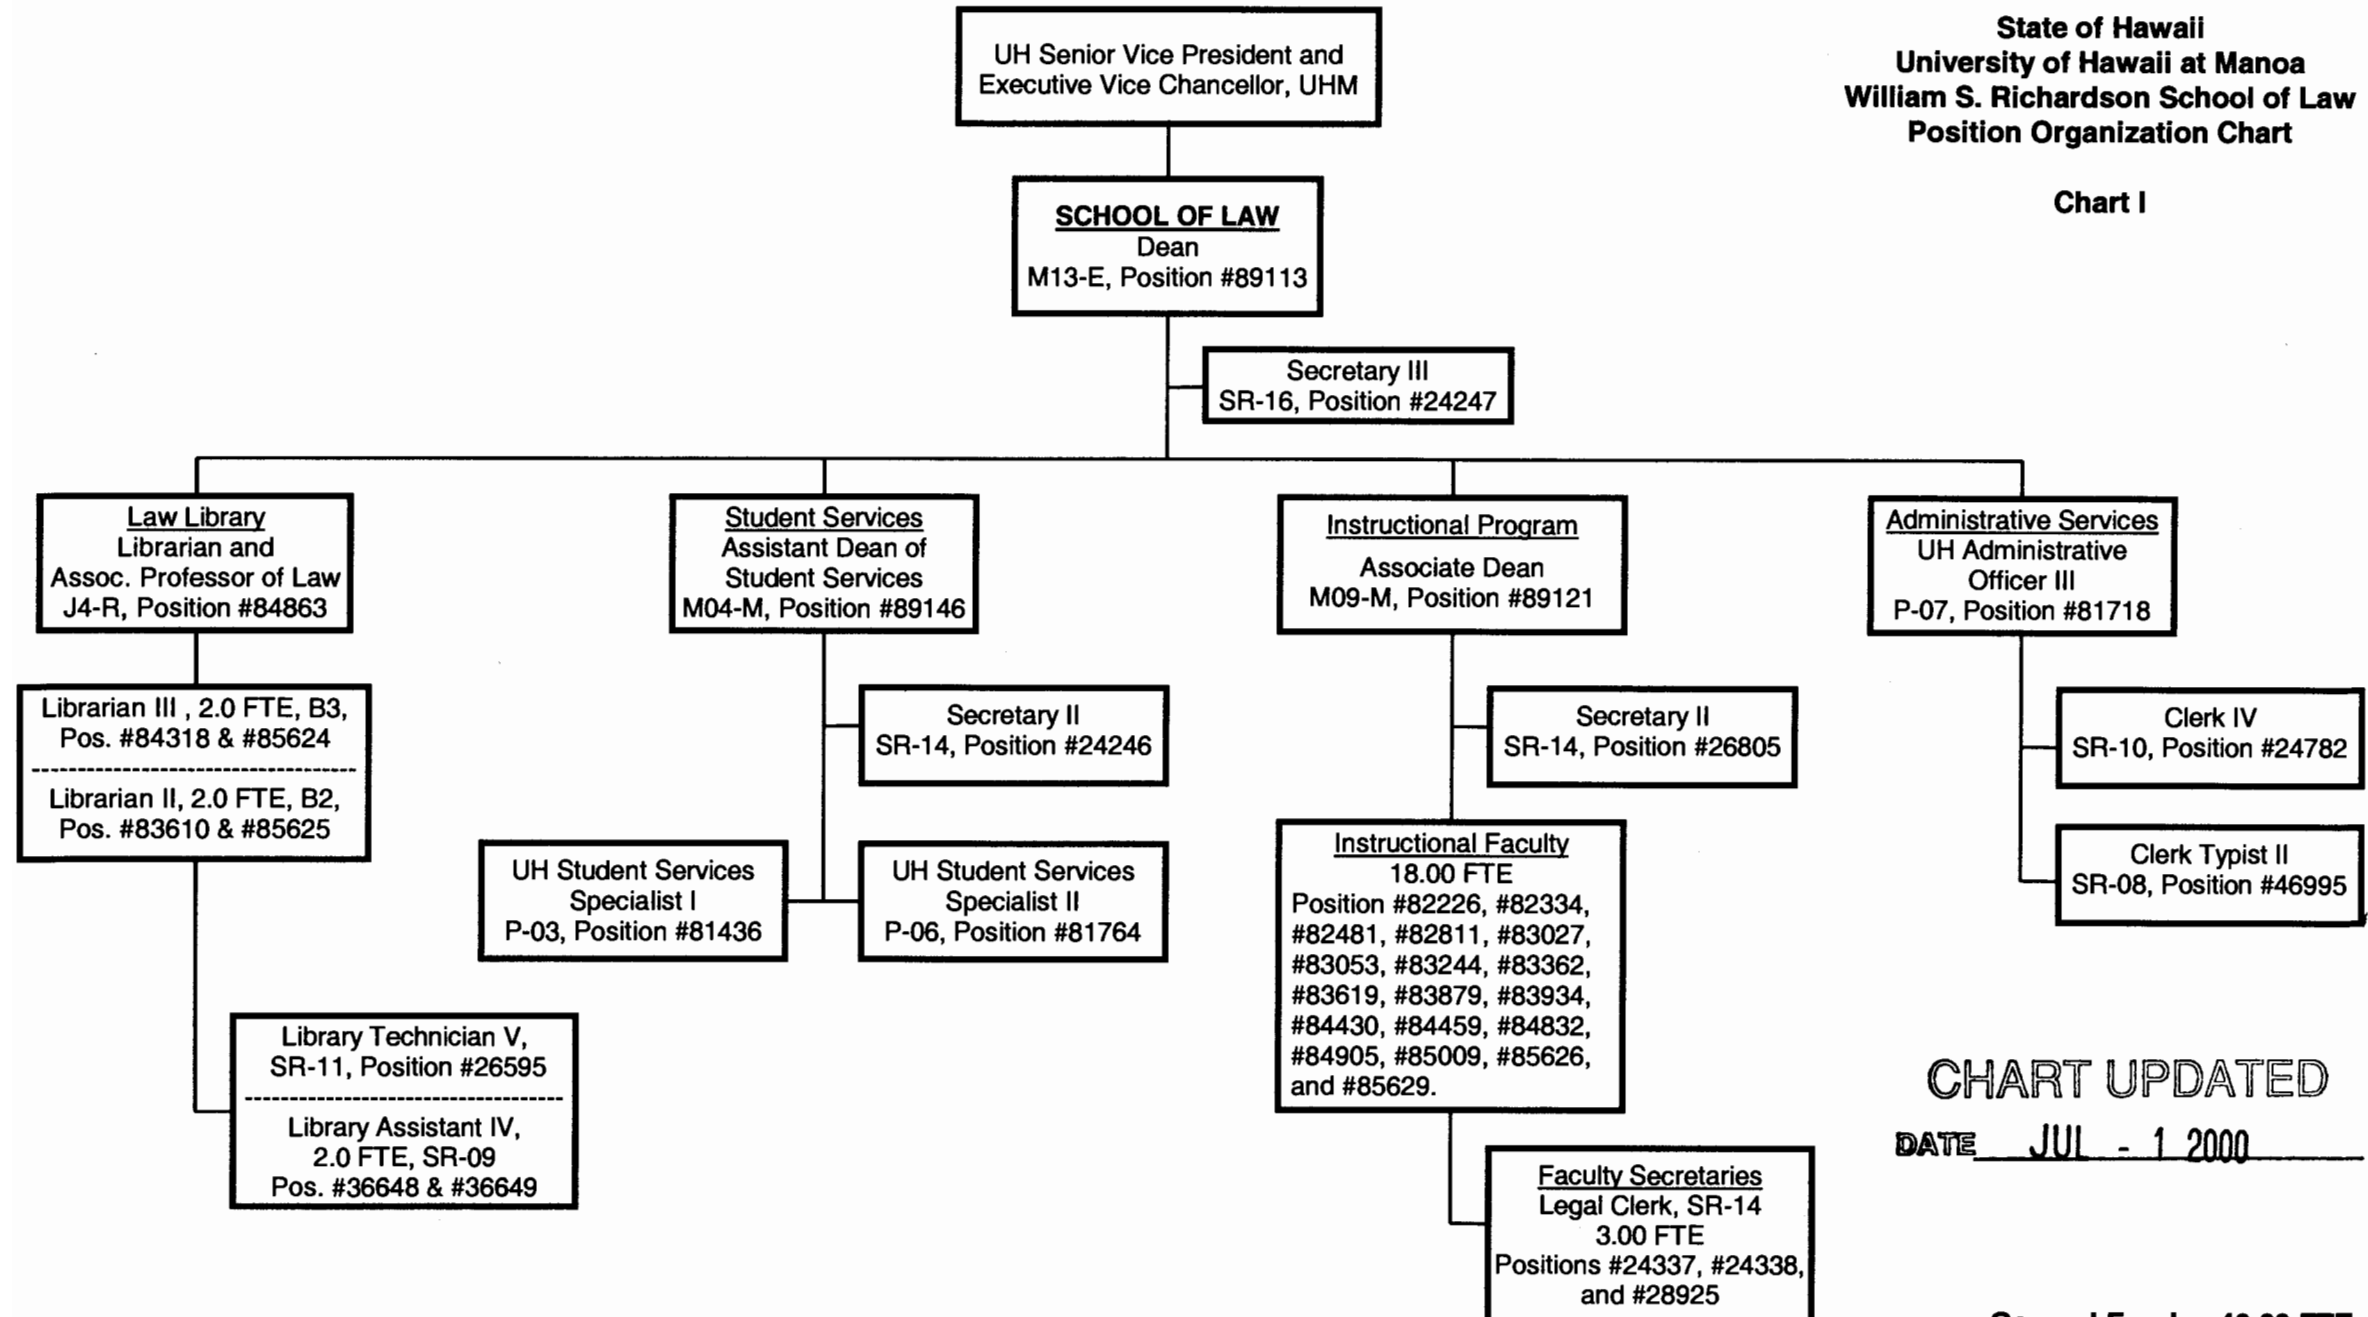 State of Hawaii
University of Hawaii at Manoa
William S. Richardson School of Law
Position Organization Chart
Chart I
UH Senior Vice President and
Executive Vice Chancellor, UHM
SCHOOL OF LAW
Dean
M13-E, Position #89113
Secretary III
SR-16, Position #24247
Law Library
Librarian and
Assoc. Professor of Law
J4-R, Position #84863
Librarian III , 2.0 FTE, B3,
Pos. #84318 & #85624
Librarian II, 2.0 FTE, B2,
Pos. #83610 & #85625
Library Technician V,
SR-11, Position #26595
Library Assistant IV,
2.0 FTE, SR-09
Pos. #36648 & #36649
Student Services
Assistant Dean of
Student Services
M04-M, Position #89146
Secretary II
SR-14, Position #24246
UH Student Services
Specialist I
P-03, Position #81436
UH Student Services
Specialist II
P-06, Position #81764
Instructional Program
Associate Dean
M09-M, Position #89121
Secretary II
SR-14, Position #26805
Instructional Faculty
18.00 FTE
Position #82226, #82334,
#82481, #82811, #83027,
#83053, #83244, #83362,
#83619, #83879, #83934,
#84430, #84459, #84832,
#84905, #85009, #85626,
and #85629.
Faculty Secretaries
Legal Clerk, SR-14
3.00 FTE
Positions #24337, #24338,
and #28925
Administrative Services
UH Administrative
Officer III
P-07, Position #81718
Clerk IV
SR-10, Position #24782
Clerk Typist II
SR-08, Position #46995
CHART UPDATED
DATE JUL - 1 2000